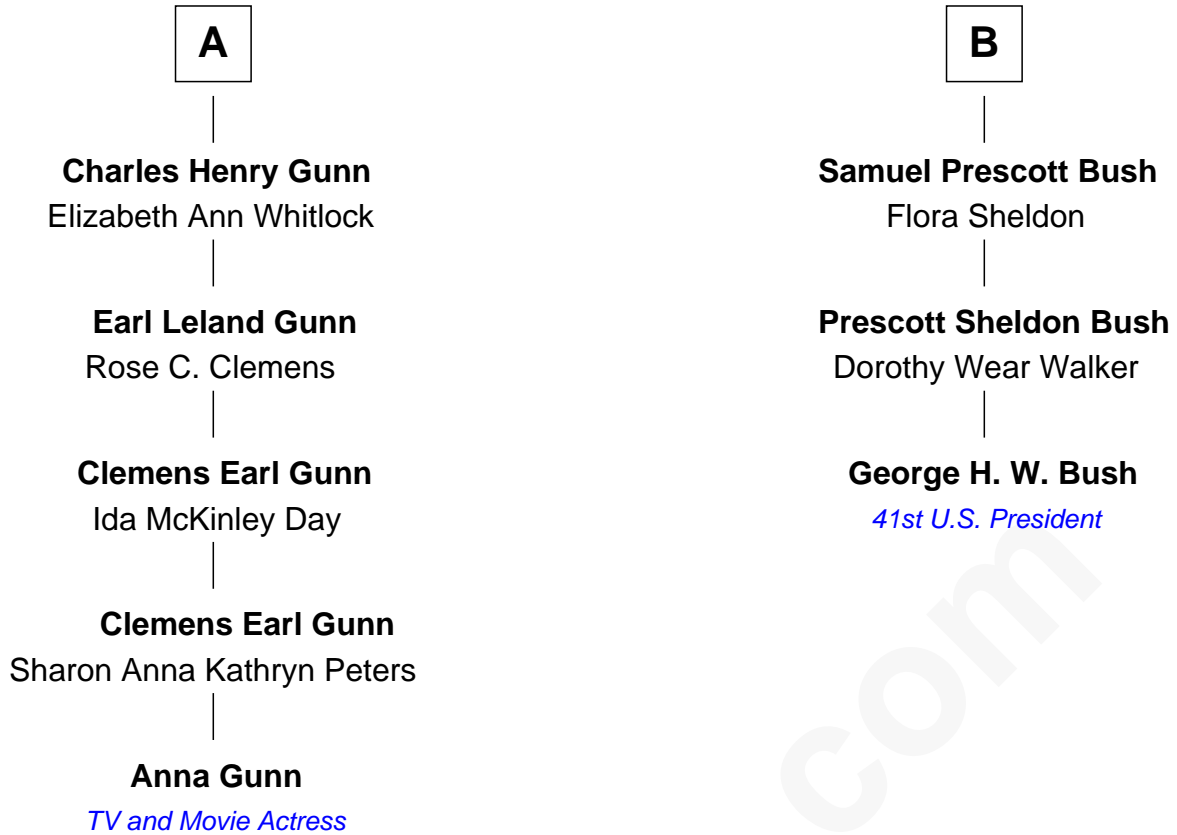 A
Charles Henry Gunn
Elizabeth Ann Whitlock
Earl Leland Gunn
Rose C. Clemens
Clemens Earl Gunn
Ida McKinley Day
Clemens Earl Gunn
Sharon Anna Kathryn Peters
Anna Gunn
TV and Movie Actress
B
Samuel Prescott Bush
Flora Sheldon
Prescott Sheldon Bush
Dorothy Wear Walker
George H. W. Bush
41st U.S. President
com